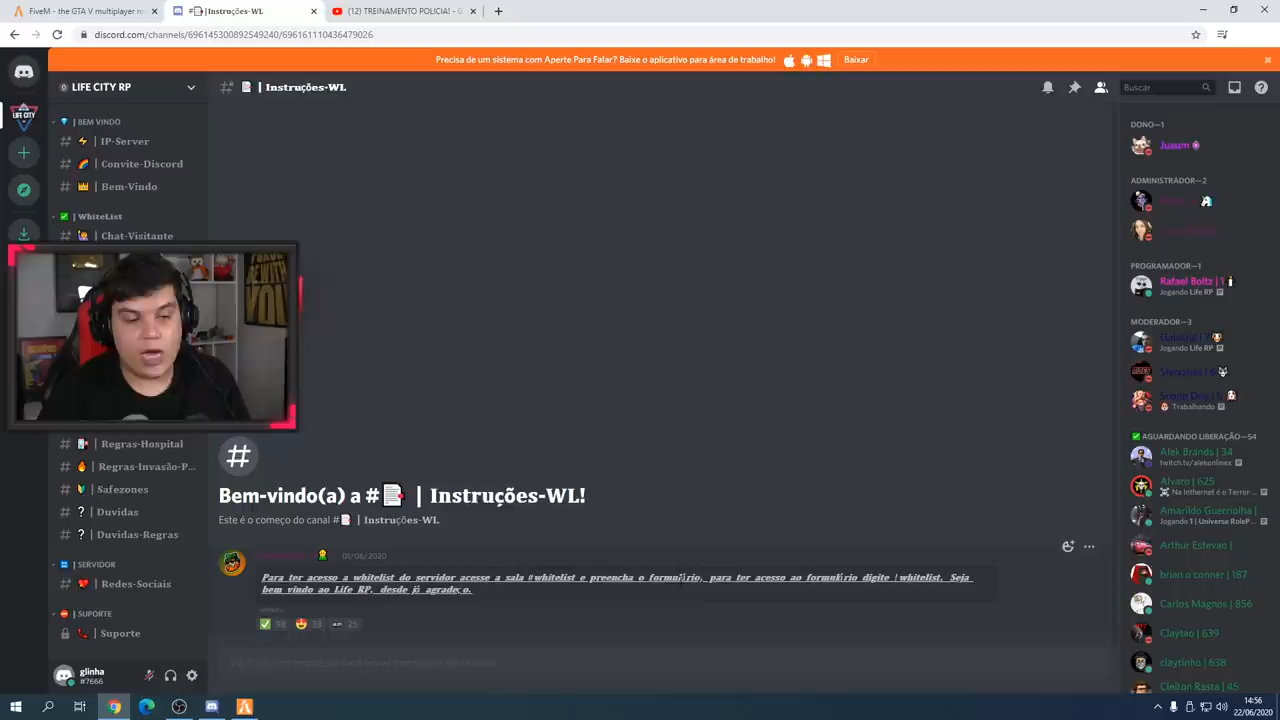 FiveM - the GTA V multiplayer m
#📑 | Instruções-WL
(12) TREINAMENTO POLICIA! - G
discord.com/channels/696145300892549240/696161110436479026
Precisa de um sistema com Aperte Para Falar? Baixe o aplicativo para área de trabalho!
Baixar
LIFE CITY RP
# 📑 | Instruções-WL
Buscar
LIFE CITY
💎 | BEM VINDO
# ⚡ | IP-Server
# 🌈 | Convite-Discord
# 👑 | Bem-Vindo
✅ | WhiteList
# 🙋 | Chat-Visitante
# | Regras-Hospital
# 🔥 | Regras-Invasão-P...
# 🔰 | Safezones
# ❓ | Duvidas
# ❓ | Duvidas-Regras
🌐 | SERVIDOR
# | Redes-Sociais
⛔ | SUPORTE
📞 | Suporte
glinha
#7666
Bem-vindo(a) a #📑 | Instruções-WL!
Este é o começo do canal #📑 | Instruções-WL.
01/06/2020
Para ter acesso a whitelist do servidor acesse a sala #whitelist e preencha o formulário, para ter acesso ao formulário digite !whitelist. Seja
bem vindo ao Life RP, desde já agradeço.
✅ 98 😍 33 25
DONO—1
Juaum
ADMINISTRADOR—2
PROGRAMADOR—1
Rafael Boltz | 1
Jogando Life RP
MODERADOR—3
Jogando Life RP
Trabalhando
✅ AGUARDANDO LIBERAÇÃO—54
Alek Brands | 34
twitch.tv/alekonlinex
Alvaro | 625
Na Inthernet é o Terror ...
Amarildo Guerriolha |
Jogando 1 | Universe RoleP...
Arthur Estevao |
brian o'conner | 187
Carlos Magnos | 856
Claytao | 639
claytinho | 638
Cleiton Rasta | 45
14:56
22/06/2020